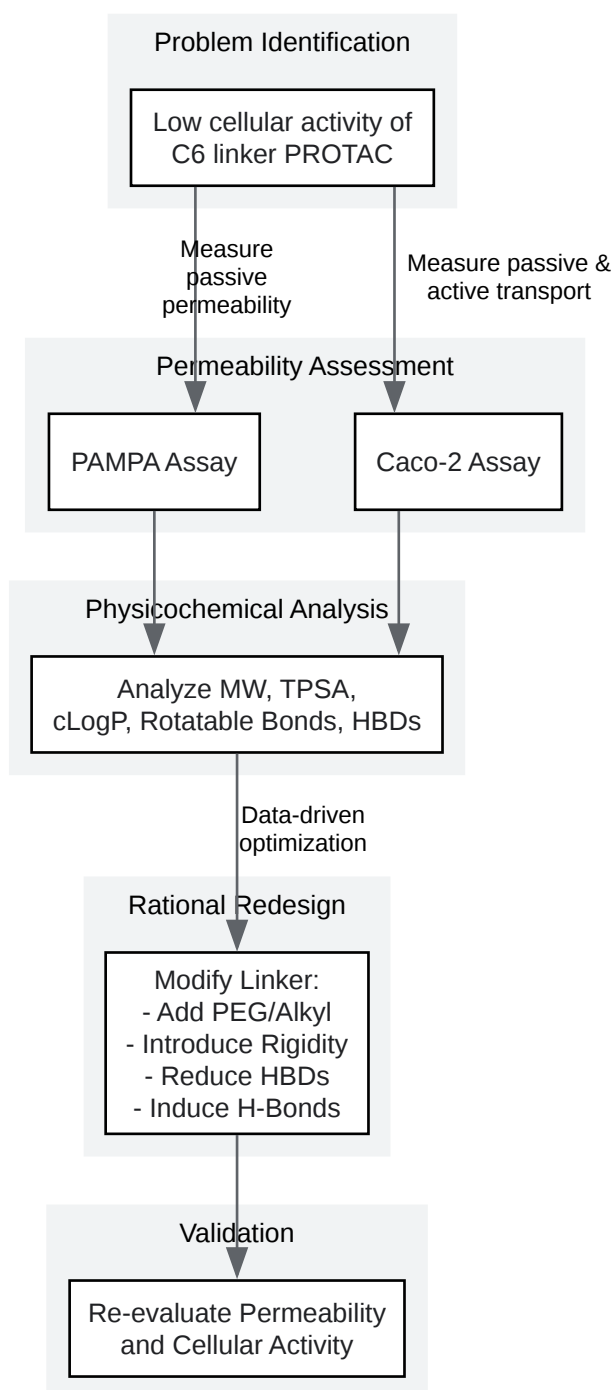 Problem Identification
Low cellular activity of
C6 linker PROTAC
Measure
passive
permeability
Measure passive &
active transport
Permeability Assessment
PAMPA Assay
Caco-2 Assay
Physicochemical Analysis
Analyze MW, TPSA,
cLogP, Rotatable Bonds, HBDs
Data-driven
optimization
Rational Redesign
Modify Linker:
- Add PEG/Alkyl
- Introduce Rigidity
- Reduce HBDs
- Induce H-Bonds
Validation
Re-evaluate Permeability
and Cellular Activity